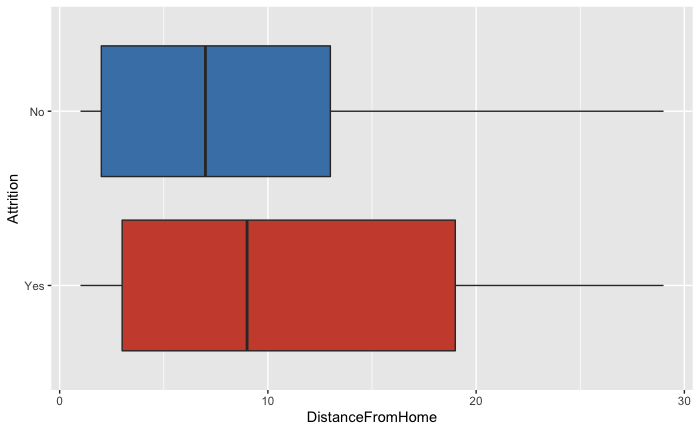 No
Yes
Attrition
0
10
20
30
DistanceFromHome